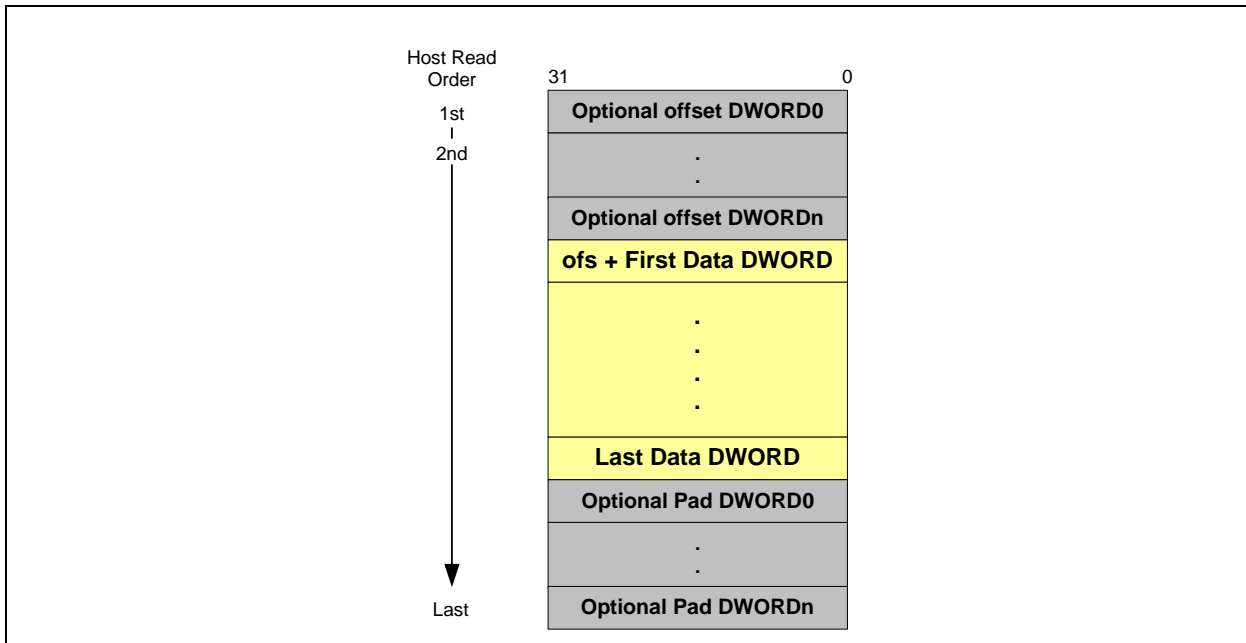 Host Read
Order
31
0
1st
Optional offset DWORD0
2nd
.
.
Optional offset DWORDn
ofs + First Data DWORD
.
.
.
.
Last Data DWORD
Optional Pad DWORD0
.
.
Last
Optional Pad DWORDn